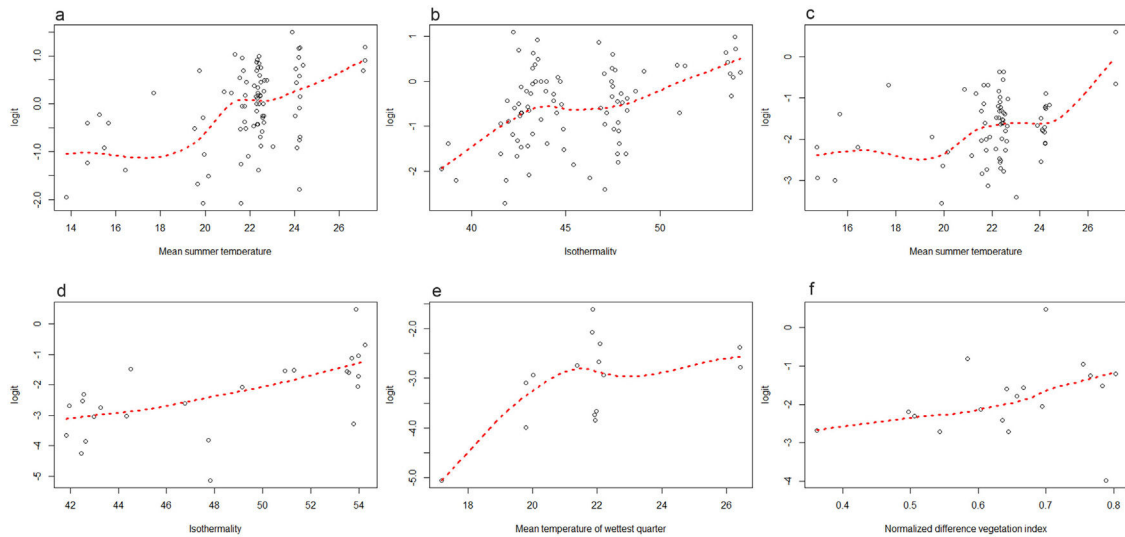 a
logit
1.0
0.0
-1.0
-2.0
14 16 18 20 22 24 26
Mean summer temperature
b
logit
1
0
-1
-2
40 45 50
Isothermality
c
logit
0
-1
-2
-3
16 18 20 22 24 26
Mean summer temperature
d
logit
0
-1
-2
-3
-4
-5
42 44 46 48 50 52 54
Isothermality
e
logit
-2.0
-3.0
-4.0
-5.0
18 20 22 24 26
Mean temperature of wettest quarter
f
logit
0
-1
-2
-3
-4
0.4 0.5 0.6 0.7 0.8
Normalized difference vegetation index